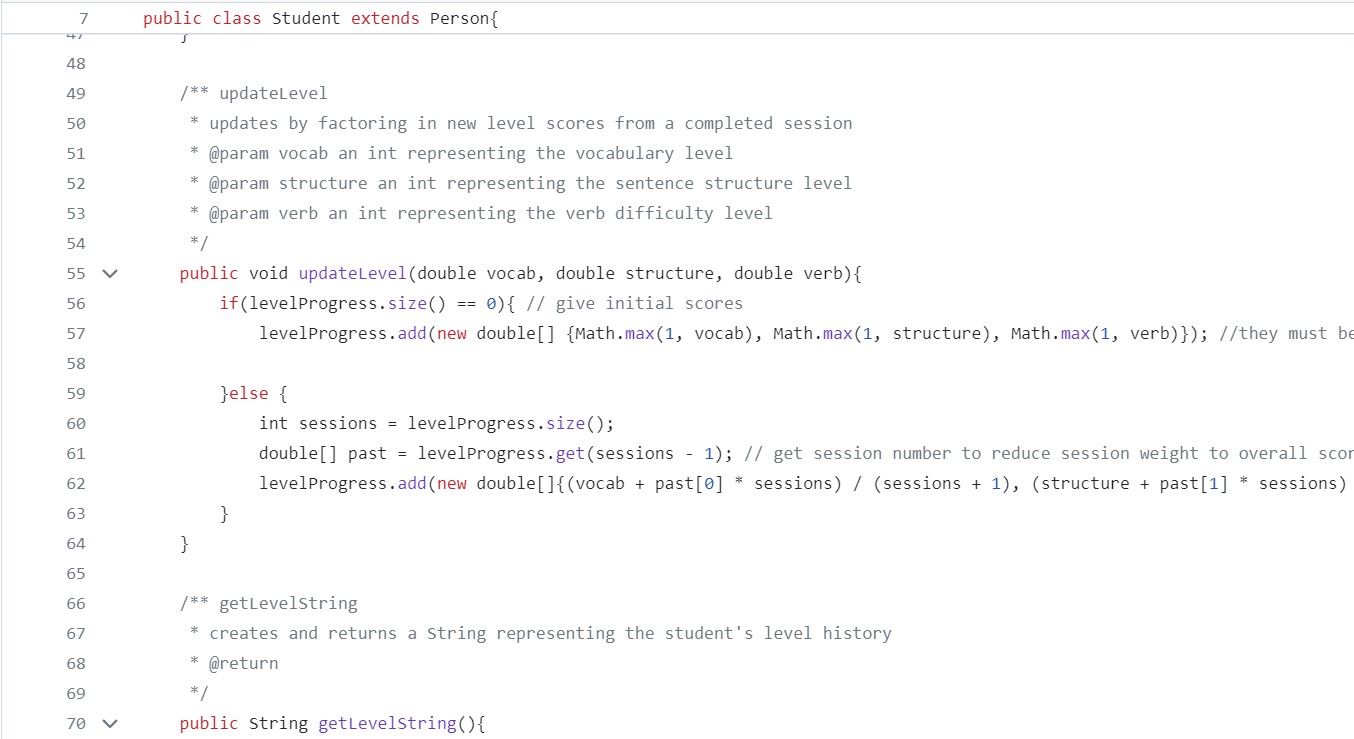 7 public class Student extends Person{
47 }
48
49 /** updateLevel
50 * updates by factoring in new level scores from a completed session
51 * @param vocab an int representing the vocabulary level
52 * @param structure an int representing the sentence structure level
53 * @param verb an int representing the verb difficulty level
54 */
55 public void updateLevel(double vocab, double structure, double verb){
56 if(levelProgress.size() == 0){ // give initial scores
57 levelProgress.add(new double[] {Math.max(1, vocab), Math.max(1, structure), Math.max(1, verb)}); //they must be
58
59 }else {
60 int sessions = levelProgress.size();
61 double[] past = levelProgress.get(sessions - 1); // get session number to reduce session weight to overall scor
62 levelProgress.add(new double[]{(vocab + past[0] * sessions) / (sessions + 1), (structure + past[1] * sessions)
63 }
64 }
65
66 /** getLevelString
67 * creates and returns a String representing the student's level history
68 * @return
69 */
70 public String getLevelString(){